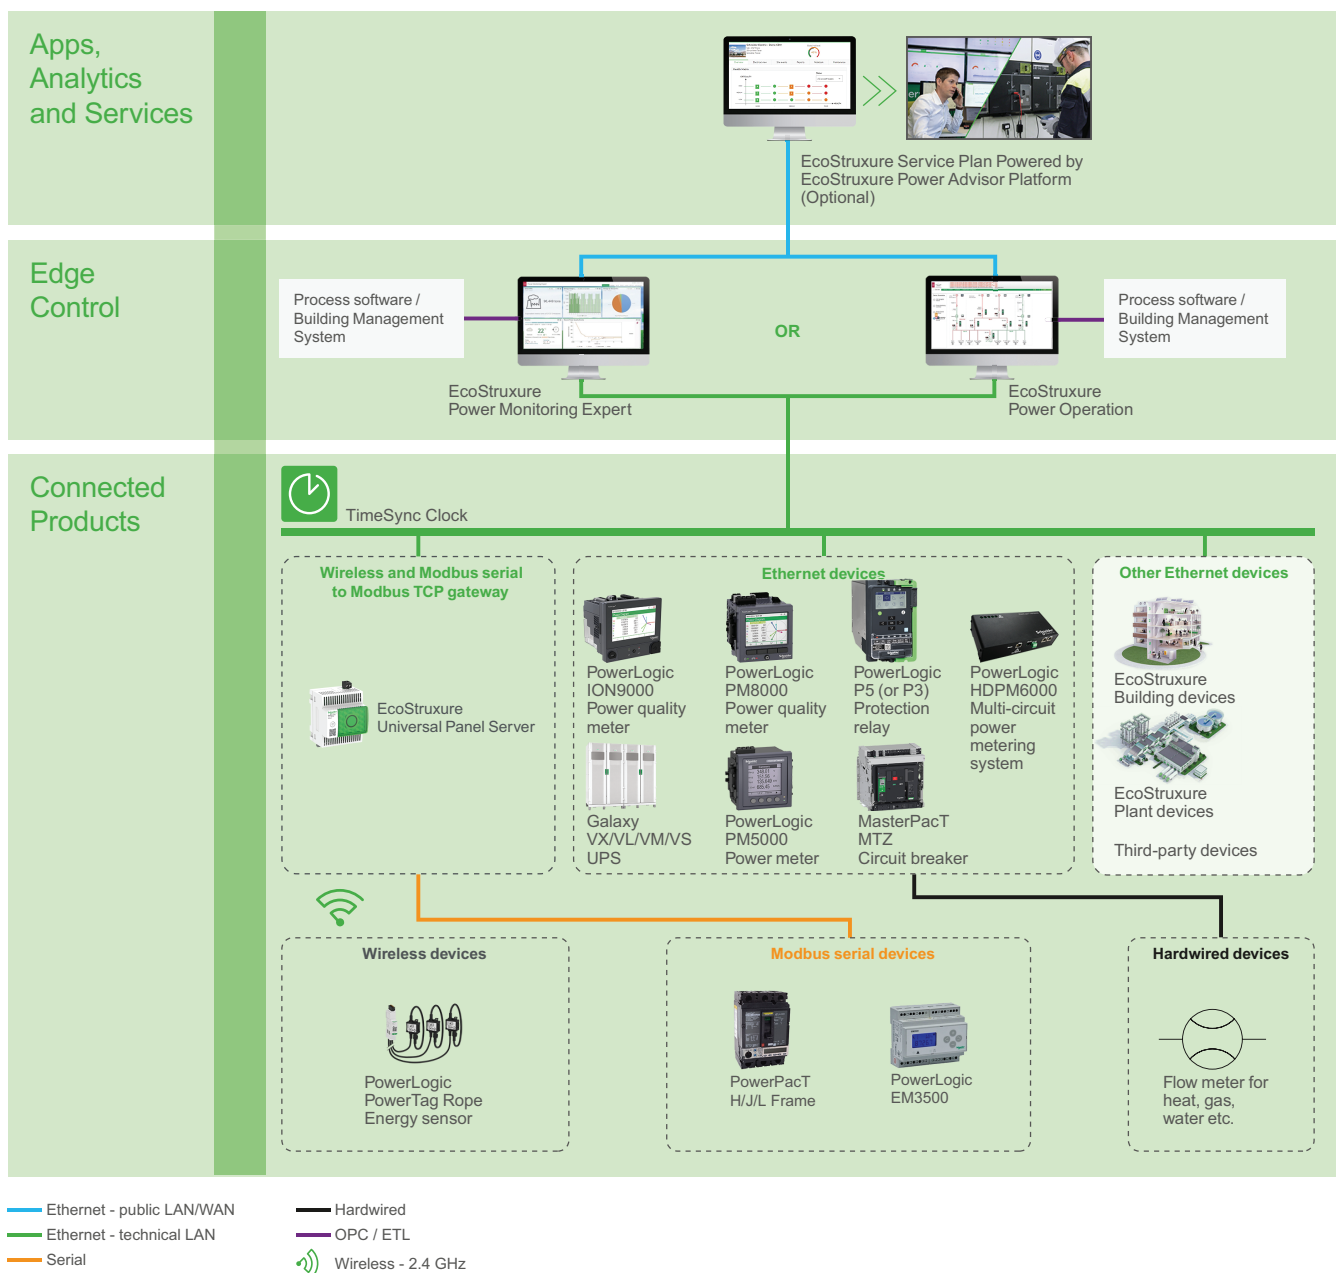 Apps,
Analytics
and Services
EcoStruxure Service Plan Powered by
EcoStruxure Power Advisor Platform
(Optional)
Edge
Control
Process software /
Building Management
System
OR
Process software /
Building Management
System
EcoStruxure
Power Monitoring Expert
EcoStruxure
Power Operation
Connected
Products
TimeSync Clock
Wireless and Modbus serial
to Modbus TCP gateway
EcoStruxure
Universal Panel Server
Ethernet devices
PowerLogic
ION9000
Power quality
meter
PowerLogic
PM8000
Power quality
meter
PowerLogic
P5 (or P3)
Protection
relay
PowerLogic
HDPM6000
Multi-circuit
power
metering
system
Galaxy
VX/VL/VM/VS
UPS
PowerLogic
PM5000
Power meter
MasterPacT
MTZ
Circuit breaker
Other Ethernet devices
EcoStruxure
Building devices
EcoStruxure
Plant devices
Third-party devices
Wireless devices
PowerLogic
PowerTag Rope
Energy sensor
Modbus serial devices
PowerPacT
H/J/L Frame
PowerLogic
EM3500
Hardwired devices
Flow meter for
heat, gas,
water etc.
Ethernet - public LAN/WAN
Ethernet - technical LAN
Serial
Hardwired
OPC / ETL
Wireless - 2.4 GHz